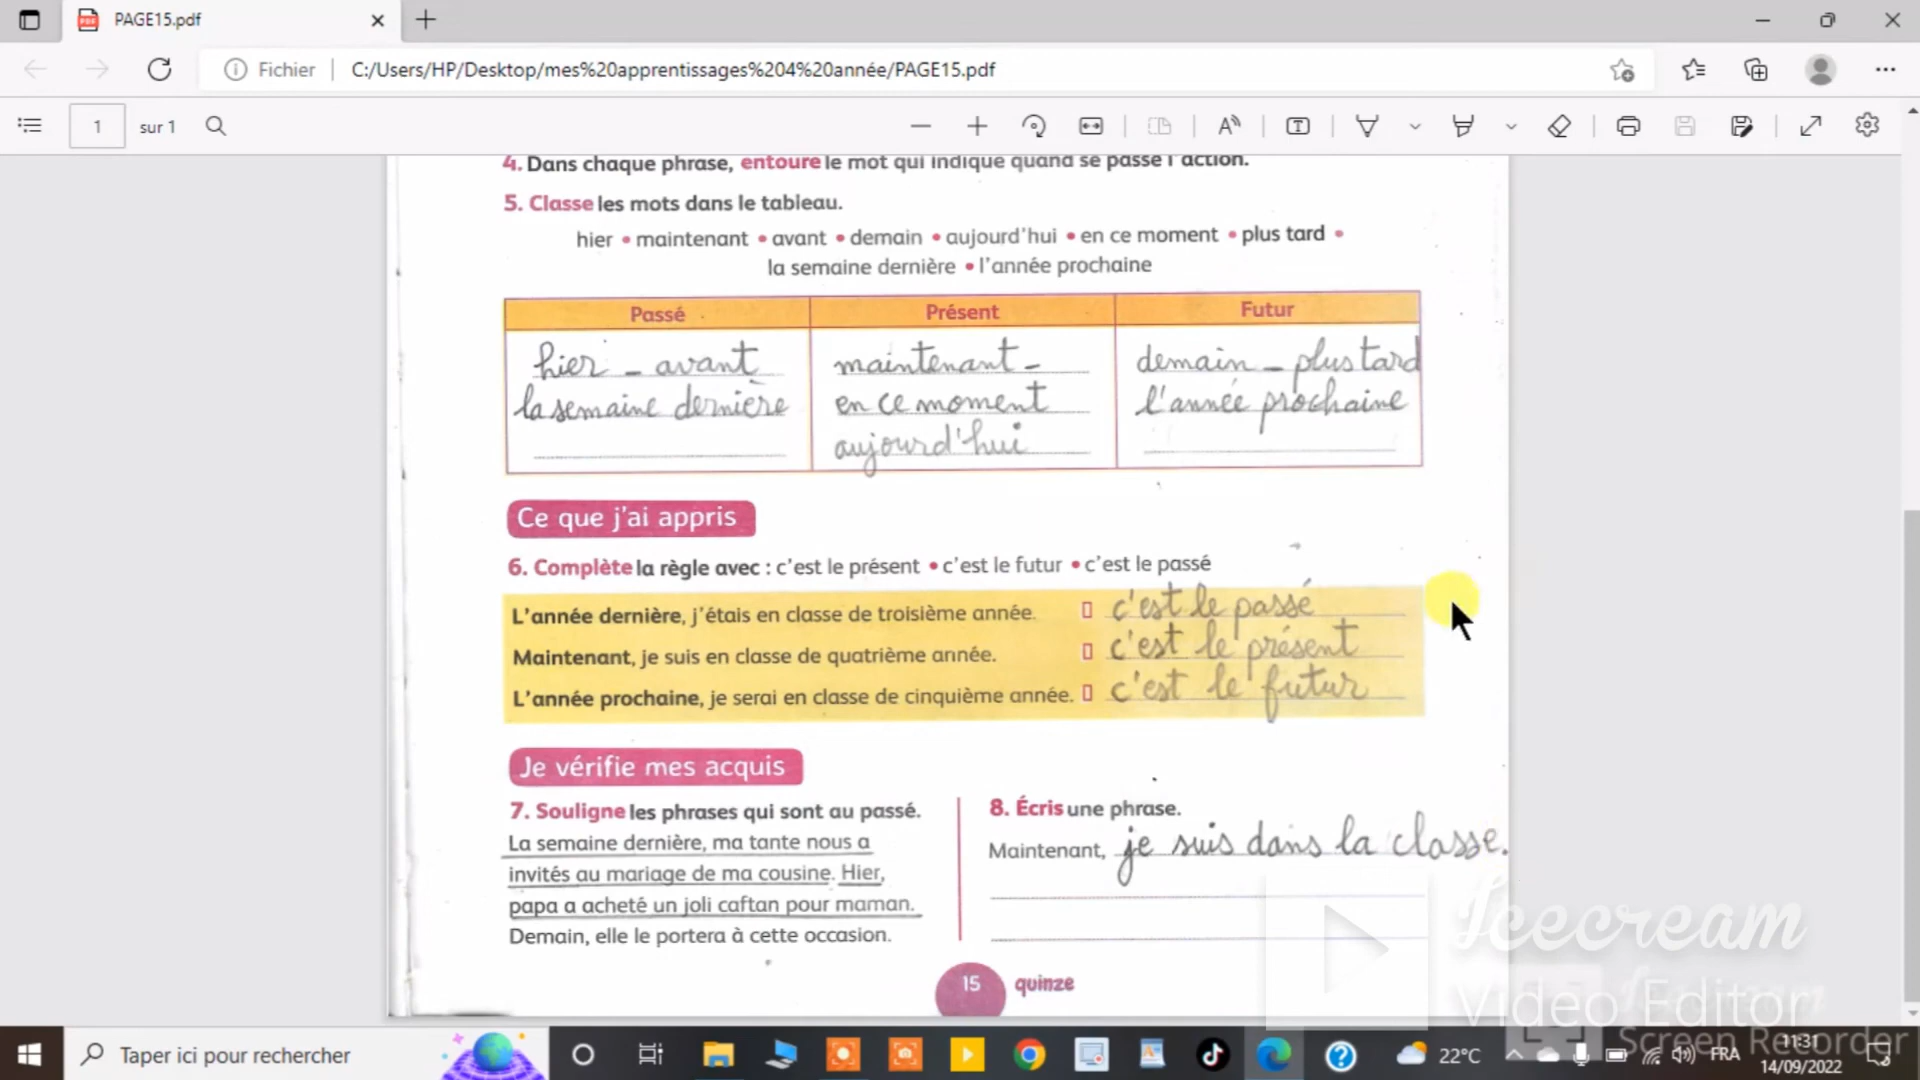 PAGE15.pdf
Fichier C:/Users/HP/Desktop/mes%20apprentissages%204%20année/PAGE15.pdf
1 sur 1
4. Dans chaque phrase, entoure le mot qui indique quand se passe l'action.
5. Classe les mots dans le tableau.
hier • maintenant • avant • demain • aujourd'hui • en ce moment • plus tard •
la semaine dernière • l'année prochaine
Passé Présent Futur
hier - avant maintenant - demain - plus tard
la semaine dernière en ce moment l'année prochaine
aujourd'hui
Ce que j'ai appris
6. Complète la règle avec : c'est le présent • c'est le futur • c'est le passé
L'année dernière, j'étais en classe de troisième année. c'est le passé
Maintenant, je suis en classe de quatrième année. c'est le présent
L'année prochaine, je serai en classe de cinquième année. c'est le futur
Je vérifie mes acquis
7. Souligne les phrases qui sont au passé.
La semaine dernière, ma tante nous a
invités au mariage de ma cousine. Hier,
papa a acheté un joli caftan pour maman.
Demain, elle le portera à cette occasion.
8. Écris une phrase.
Maintenant, je suis dans la classe.
15 quinze
Icecream
Video Editor
Screen Recorder
Taper ici pour rechercher
22°C
FRA
11:31
14/09/2022